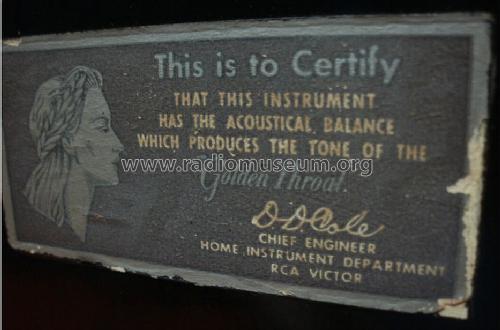 This is to Certify
THAT THIS INSTRUMENT
HAS THE ACOUSTICAL BALANCE
WHICH PRODUCES THE TONE OF THE
www.radiomuseum.org
"Golden Throat."
D. D. Cole
CHIEF ENGINEER
HOME INSTRUMENT DEPARTMENT
RCA VICTOR